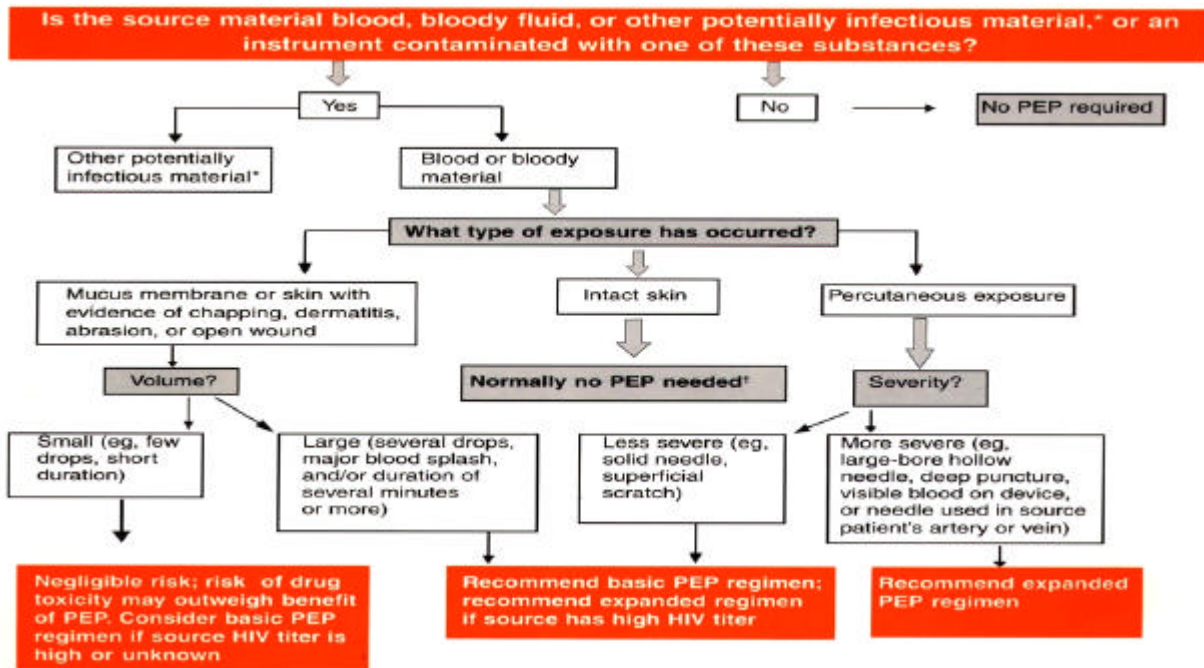 Is the source material blood, bloody fluid, or other potentially infectious material,* or an
instrument contaminated with one of these substances?
Yes
No
No PEP required
Other potentially
infectious material*
Blood or bloody
material
What type of exposure has occurred?
Mucus membrane or skin with
evidence of chapping, dermatitis,
abrasion, or open wound
Intact skin
Percutaneous exposure
Volume?
Normally no PEP needed†
Severity?
Small (eg, few
drops, short
duration)
Large (several drops,
major blood splash,
and/or duration of
several minutes
or more)
Less severe (eg,
solid needle,
superficial
scratch)
More severe (eg,
large-bore hollow
needle, deep puncture,
visible blood on device,
or needle used in source
patient's artery or vein)
Negligible risk; risk of drug
toxicity may outweigh benefit
of PEP. Consider basic PEP
regimen if source HIV titer is
high or unknown
Recommend basic PEP regimen;
recommend expanded regimen
if source has high HIV titer
Recommend expanded
PEP regimen